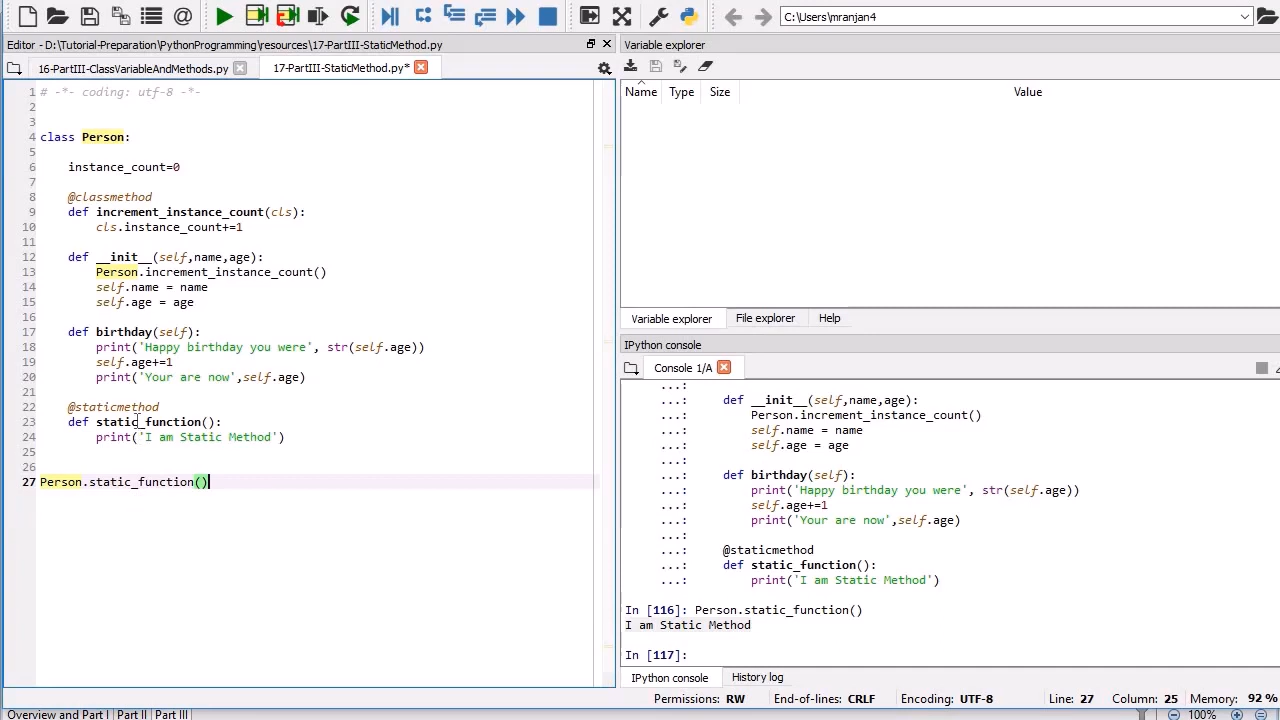 C:\Users\mranjan4
Editor - D:\Tutorial-Preparation\PythonProgramming\resources\17-PartIII-StaticMethod.py
16-PartIII-ClassVariableAndMethods.py
17-PartIII-StaticMethod.py*
1 # -*- coding: utf-8 -*-
2
3
4 class Person:
5
6 instance_count=0
7
8 @classmethod
9 def increment_instance_count(cls):
10 cls.instance_count+=1
11
12 def __init__(self,name,age):
13 Person.increment_instance_count()
14 self.name = name
15 self.age = age
16
17 def birthday(self):
18 print('Happy birthday you were', str(self.age))
19 self.age+=1
20 print('Your are now',self.age)
21
22 @staticmethod
23 def static_function():
24 print('I am Static Method')
25
26
27 Person.static_function()
Variable explorer
Name Type Size Value
Variable explorer File explorer Help
IPython console
Console 1/A
...:
...: def __init__(self,name,age):
...: Person.increment_instance_count()
...: self.name = name
...: self.age = age
...:
...: def birthday(self):
...: print('Happy birthday you were', str(self.age))
...: self.age+=1
...: print('Your are now',self.age)
...:
...: @staticmethod
...: def static_function():
...: print('I am Static Method')
In [116]: Person.static_function()
I am Static Method
In [117]:
IPython console History log
Permissions: RW End-of-lines: CRLF Encoding: UTF-8 Line: 27 Column: 25 Memory: 92 %
Overview and Part I Part II Part III 100%